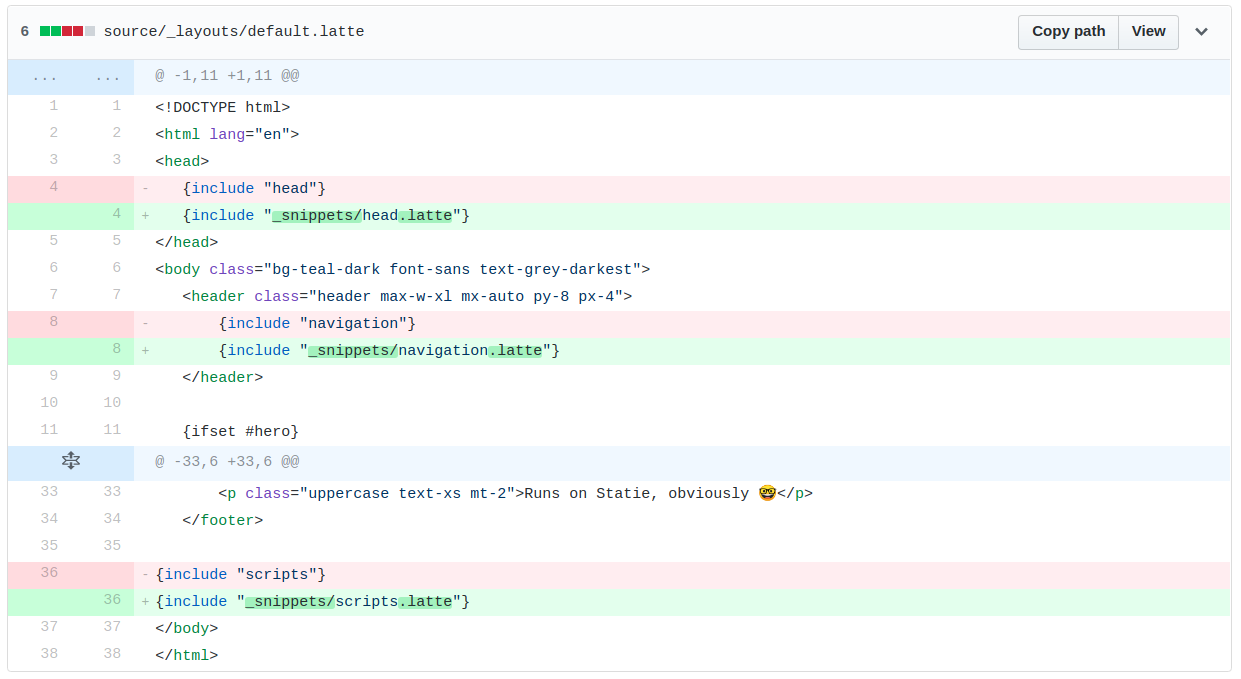 6 source/_layouts/default.latte Copy path View
... ... @ -1,11 +1,11 @@
1 1 <!DOCTYPE html>
2 2 <html lang="en">
3 3 <head>
4 - {include "head"}
4 + {include "_snippets/head.latte"}
5 5 </head>
6 6 <body class="bg-teal-dark font-sans text-grey-darkest">
7 7 <header class="header max-w-xl mx-auto py-8 px-4">
8 - {include "navigation"}
8 + {include "_snippets/navigation.latte"}
9 9 </header>
10 10
11 11 {ifset #hero}
@ -33,6 +33,6 @@
33 33 <p class="uppercase text-xs mt-2">Runs on Statie, obviously 🤓</p>
34 34 </footer>
35 35
36 - {include "scripts"}
36 + {include "_snippets/scripts.latte"}
37 37 </body>
38 38 </html>